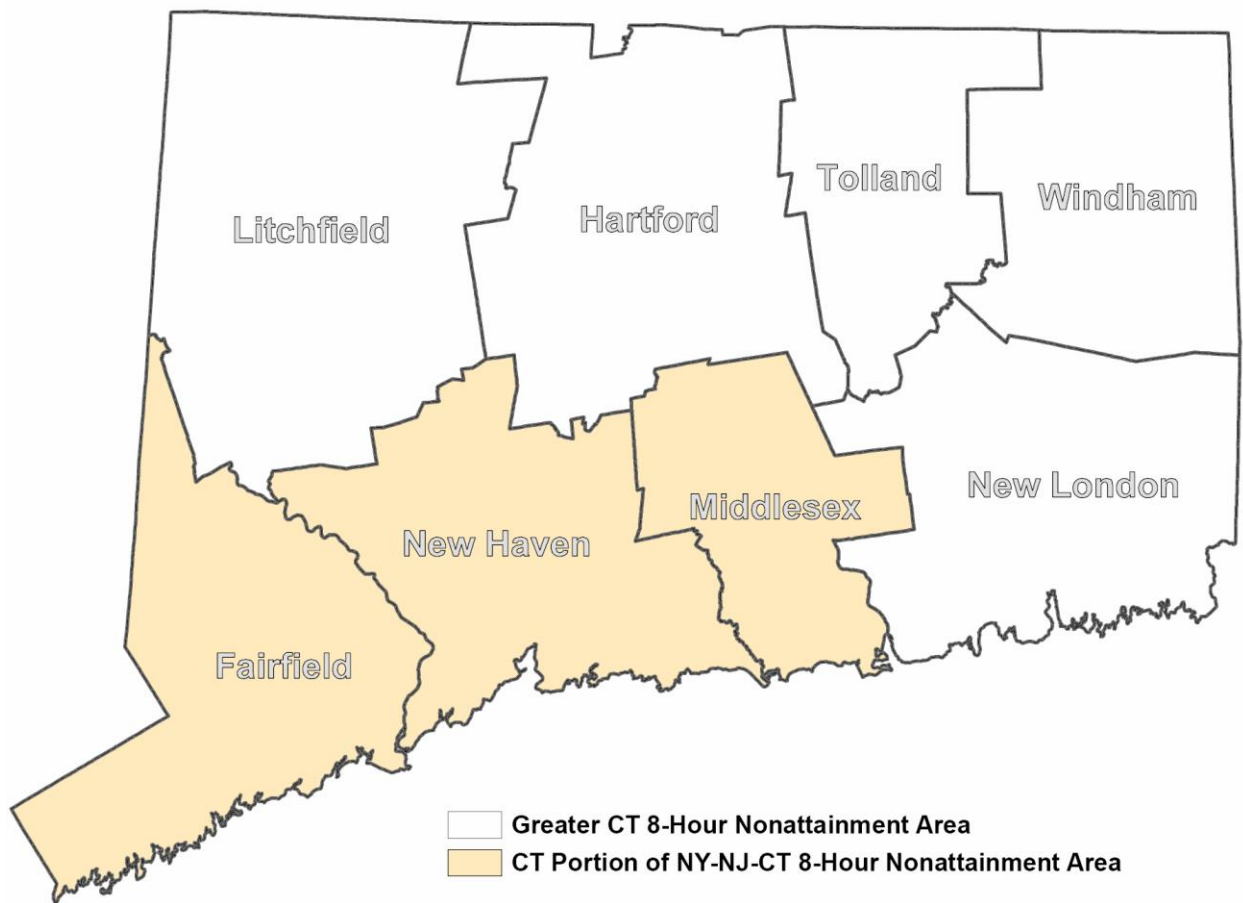 Tolland
Windham
Hartford
Litchfield
New London
Middlesex
New Haven
Fairfield
Greater CT 8-Hour Nonattainment Area
CT Portion of NY-NJ-CT 8-Hour Nonattainment Area